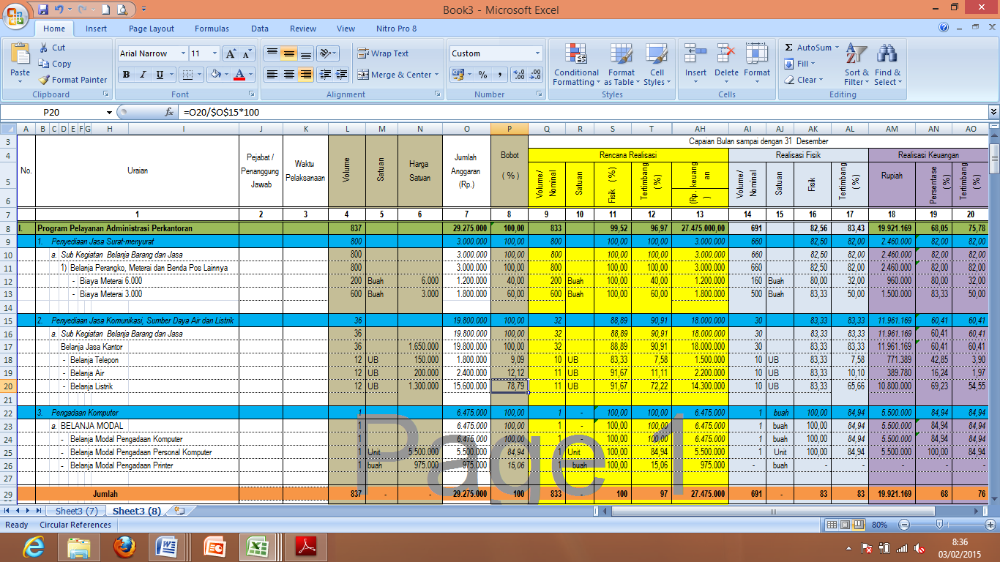 Book3 - Microsoft Excel
Home Insert Page Layout Formulas Data Review View Nitro Pro 8
Paste Cut Copy Format Painter Clipboard
Arial Narrow 11 A A B I U A Font
Wrap Text Merge & Center Alignment
Custom % , Number
Conditional Formatting Format as Table Cell Styles Styles
Insert Delete Format Cells
Σ AutoSum Fill Clear Sort & Filter Find & Select Editing
P20 fx =O20/$O$15*100
A B C D E F G H I J K L M N O P Q R S T AH AI AJ AK AL AM AN AO
3 Capaian Bulan sampai dengan 31 Desember
4 Rencana Realisasi Realisasi Fisik Realisasi Keuangan
5
6
No. Uraian Pejabat / Penanggung Jawab Waktu Pelaksanaan Volume Satuan Harga Satuan Jumlah Anggaran (Rp.) Bobot ( % ) Volume/ Nominal Satuan Fisik ( %) Tertimbang (%) (Rp. keuangan ) Volume/ Nominal Satuan Fisik Tertimbang (%) Rupiah Persentase (%) Tertimbang (%)
7 1 2 3 4 5 6 7 8 9 10 11 12 13 14 15 16 17 18 19 20
8 I. Program Pelayanan Administrasi Perkantoran 837 29.275.000 100,00 833 99,52 96,97 27.475.000,00 691 82,56 83,43 19.921.169 68,05 75,78
9 1. Penyediaan Jasa Surat-menyurat 800 3.000.000 100,00 800 100,00 100,00 3.000.000 660 82,50 82,00 2.460.000 82,00 82,00
10 a. Sub Kegiatan Belanja Barang dan Jasa 800 3.000.000 100,00 800 100,00 100,00 3.000.000 660 82,50 82,00 2.460.000 82,00 82,00
11 1) Belanja Perangko, Meterai dan Benda Pos Lainnya 800 3.000.000 100,00 800 100,00 100,00 3.000.000 660 82,50 82,00 2.460.000 82,00 82,00
12 - Biaya Meterai 6.000 200 Buah 6.000 1.200.000 40,00 200 Buah 100,00 40,00 1.200.000 160 Buah 80,00 32,00 960.000 80,00 32,00
13 - Biaya Meterai 3.000 600 Buah 3.000 1.800.000 60,00 600 Buah 100,00 60,00 1.800.000 500 Buah 83,33 50,00 1.500.000 83,33 50,00
14
15 2. Penyediaan Jasa Komunikasi, Sumber Daya Air dan Listrik 36 19.800.000 100,00 32 88,89 90,91 18.000.000 30 83,33 83,33 11.961.169 60,41 60,41
16 a. Sub Kegiatan Belanja Barang dan Jasa 36 19.800.000 100,00 32 88,89 90,91 18.000.000 30 83,33 83,33 11.961.169 60,41 60,41
17 Belanja Jasa Kantor 36 1.650.000 19.800.000 100,00 32 88,89 90,91 18.000.000 30 83,33 83,33 11.961.169 60,41 60,41
18 - Belanja Telepon 12 UB 150.000 1.800.000 9,09 10 UB 83,33 7,58 1.500.000 10 UB 83,33 7,58 771.389 42,85 3,90
19 - Belanja Air 12 UB 200.000 2.400.000 12,12 11 UB 91,67 11,11 2.200.000 10 UB 83,33 10,10 389.780 16,24 1,97
20 - Belanja Listrik 12 UB 1.300.000 15.600.000 78,79 11 UB 91,67 72,22 14.300.000 10 UB 83,33 65,66 10.800.000 69,23 54,55
21
22 3. Pengadaan Komputer 1 6.475.000 100,00 1 - 100,00 100,00 6.475.000 1 buah 100,00 84,94 5.500.000 84,94 84,94
23 a. BELANJA MODAL 1 6.475.000 100,00 1 - 100,00 100,00 6.475.000 1 buah 100,00 84,94 5.500.000 84,94 84,94
24 - Belanja Modal Pengadaan Komputer 1 6.475.000 100,00 1 - 100,00 100,00 6.475.000 1 buah 100,00 84,94 5.500.000 84,94 84,94
25 - Belanja Modal Pengadaan Personal Komputer 1 Unit 5.500.000 5.500.000 84,94 1 Unit 100,00 84,94 5.500.000 1 Unit 100,00 84,94 5.500.000 100,00 84,94
26 - Belanja Modal Pengadaan Printer 1 buah 975.000 975.000 15,06 1 buah 100,00 15,06 975.000 - buah - - - - -
27
29 Jumlah 837 - - 29.275.000 100 833 - 100 97 27.475.000 691 - 83 83 19.921.169 68 76
Page 1
Sheet3 (7) Sheet3 (8)
Ready Circular References 80%
8:36
03/02/2015